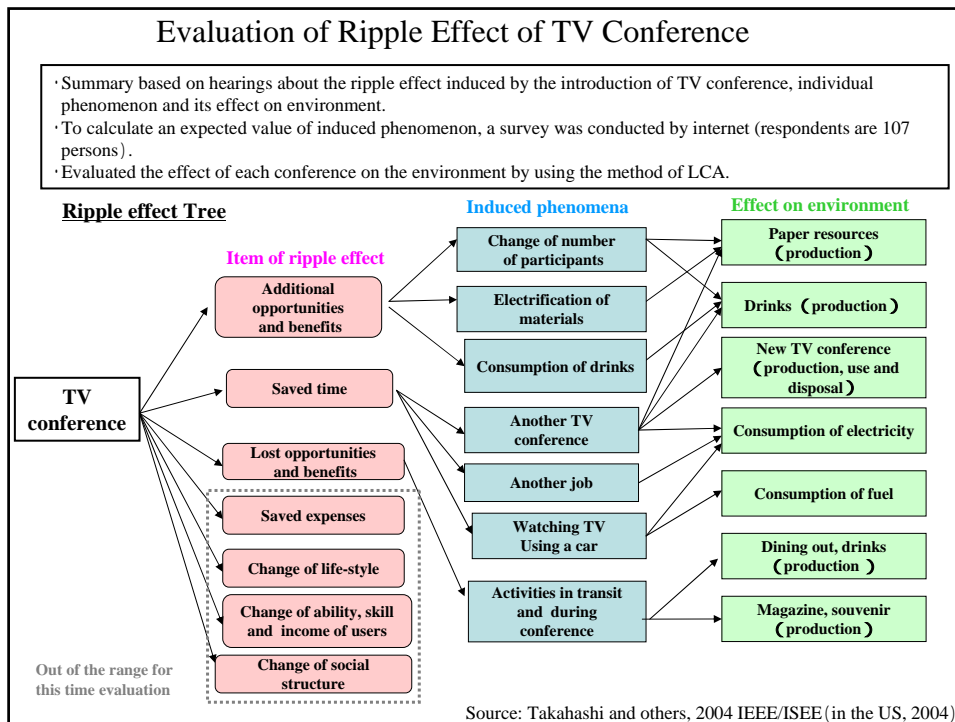 Evaluation of Ripple Effect of TV Conference
·Summary based on hearings about the ripple effect induced by the introduction of TV conference, individual
phenomenon and its effect on environment.
·To calculate an expected value of induced phenomenon, a survey was conducted by internet (respondents are 107
persons).
·Evaluated the effect of each conference on the environment by using the method of LCA.
Ripple effect Tree
Item of ripple effect
Induced phenomena
Effect on environment
TV
conference
Additional
opportunities
and benefits
Saved time
Lost opportunities
and benefits
Saved expenses
Change of life-style
Change of ability, skill
and income of users
Change of social
structure
Out of the range for
this time evaluation
Change of number
of participants
Electrification of
materials
Consumption of drinks
Another TV
conference
Another job
Watching TV
Using a car
Activities in transit
and during
conference
Paper resources
(production)
Drinks (production)
New TV conference
(production, use and
disposal)
Consumption of electricity
Consumption of fuel
Dining out, drinks
(production)
Magazine, souvenir
(production)
Source: Takahashi and others, 2004 IEEE/ISEE(in the US, 2004)